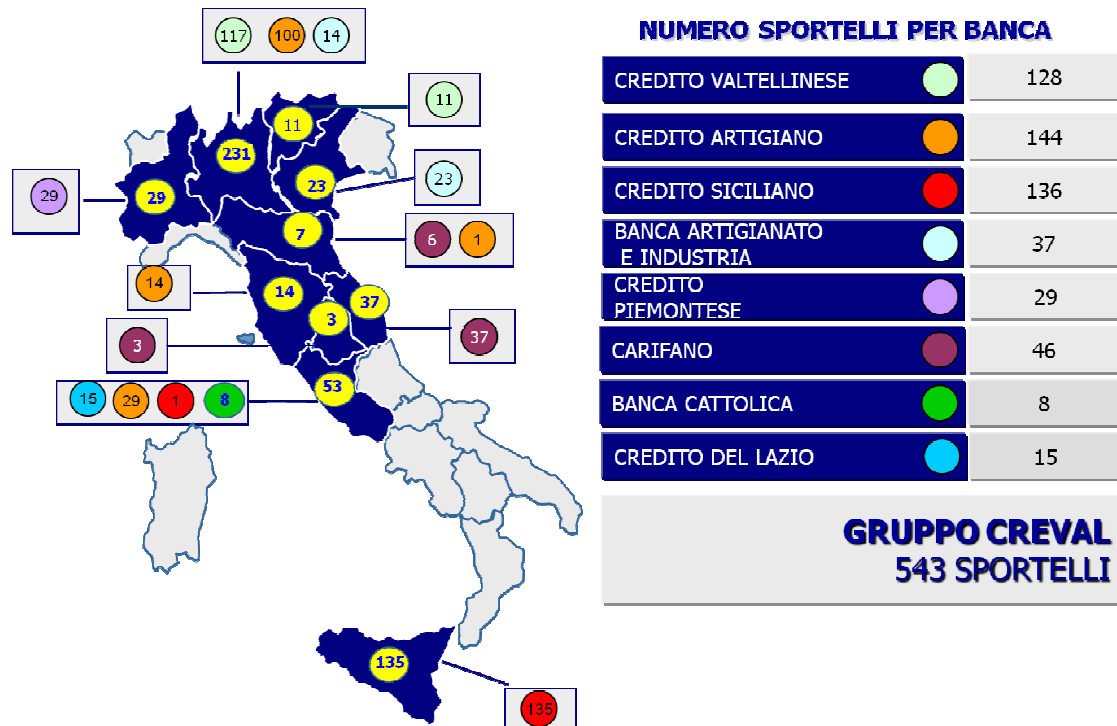 117 100 14
11
11
231
23
23
29
29
7
6 1
14
14
37
3
3
37
53
15 29 1 8
135
135
NUMERO SPORTELLI PER BANCA
CREDITO VALTELLINESE 128
CREDITO ARTIGIANO 144
CREDITO SICILIANO 136
BANCA ARTIGIANATO
E INDUSTRIA 37
CREDITO
PIEMONTESE 29
CARIFANO 46
BANCA CATTOLICA 8
CREDITO DEL LAZIO 15
GRUPPO CREVAL
543 SPORTELLI